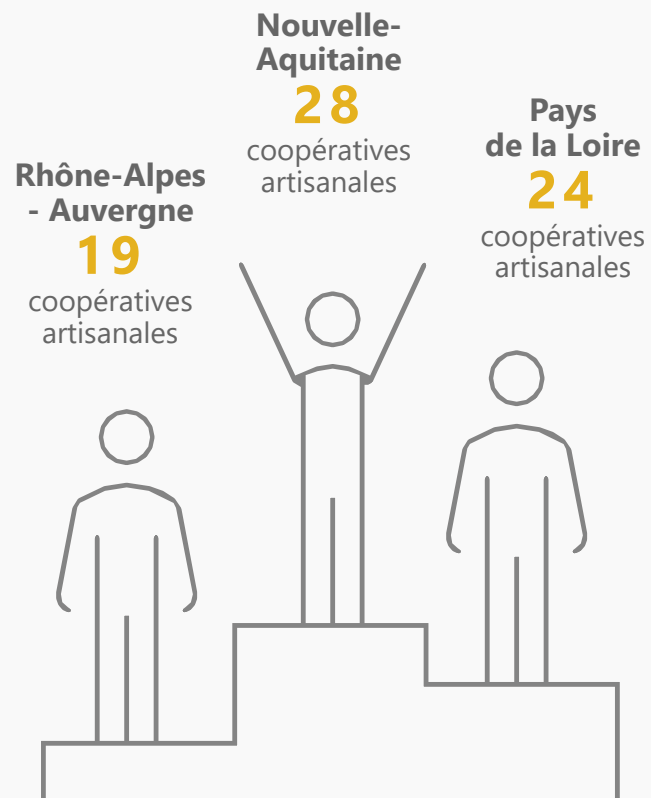 Nouvelle-
Aquitaine
28
coopératives
artisanales
Pays
de la Loire
24
coopératives
artisanales
Rhône-Alpes
- Auvergne
19
coopératives
artisanales